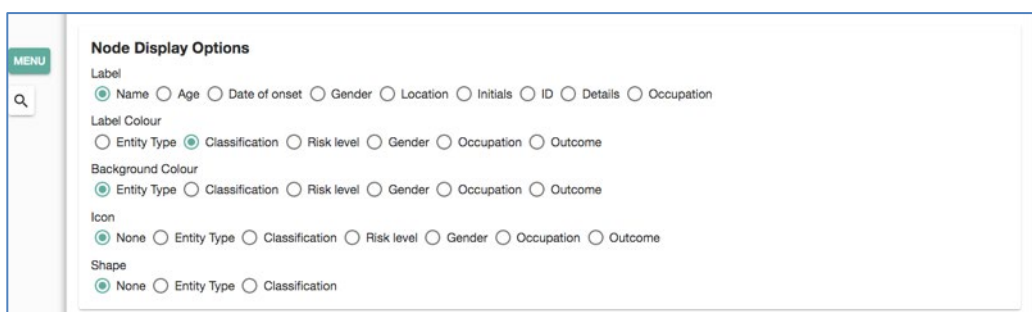 MENU
Node Display Options
Label
Name Age Date of onset Gender Location Initials ID Details Occupation
Label Colour
Entity Type Classification Risk level Gender Occupation Outcome
Background Colour
Entity Type Classification Risk level Gender Occupation Outcome
Icon
None Entity Type Classification Risk level Gender Occupation Outcome
Shape
None Entity Type Classification